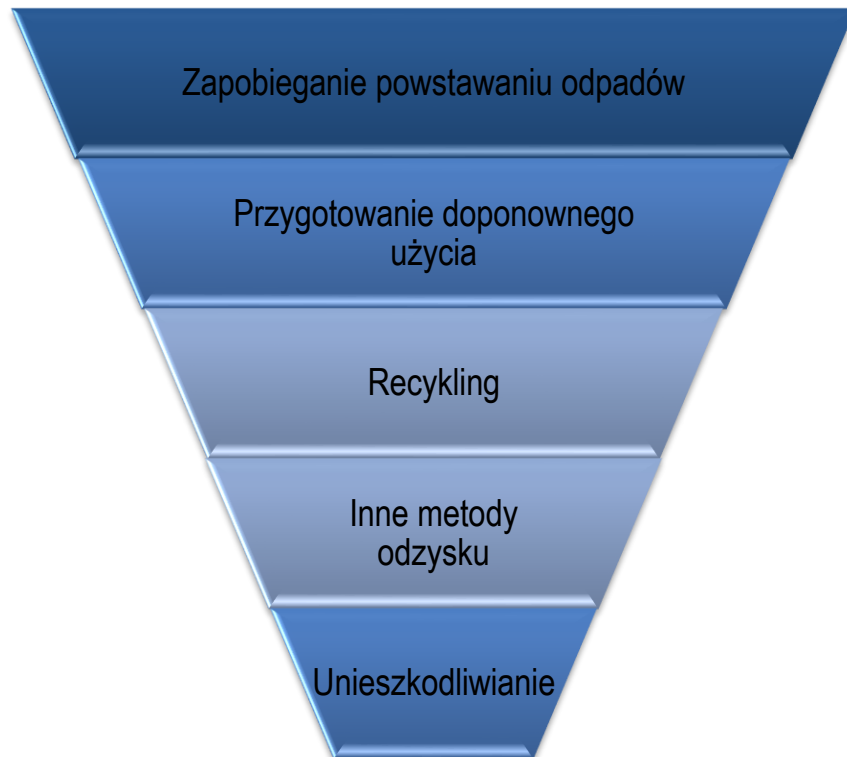 Zapobieganie powstawaniu odpadów
Przygotowanie doponownego
użycia
Recykling
Inne metody
odzysku
Unieszkodliwianie